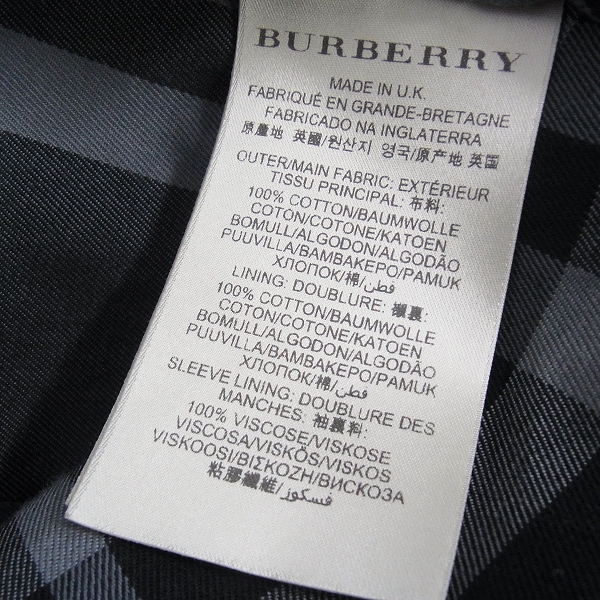 BURBERRY
MADE IN U.K.
FABRIQUÉ EN GRANDE-BRETAGNE
FABRICADO NA INGLATERRA
原產地 英國/원산지 영국/原产地 英国
OUTER/MAIN FABRIC: EXTÉRIEUR
TISSU PRINCIPAL: 布料:
100% COTTON/BAUMWOLLE
COTON/COTONE/KATOEN
BOMULL/ALGODON/ALGODÃO
PUUVILLA/BAMBAKEPO/PAMUK
ХЛОПОК/棉/قطن
LINING: DOUBLURE: 襯裏:
100% COTTON/BAUMWOLLE
COTON/COTONE/KATOEN
BOMULL/ALGODON/ALGODÃO
PUUVILLA/BAMBAKEPO/PAMUK
ХЛОПОК/棉/قطن
SLEEVE LINING: DOUBLURE DES
MANCHES: 袖裏:
100% VISCOSE/VISKOSE
VISCOSA/VISKÖS/VISKOS
VISKOOSI/ΒΙΣΚΟΖΗ/ВИСКОЗА
粘膠纖維/فسكوز